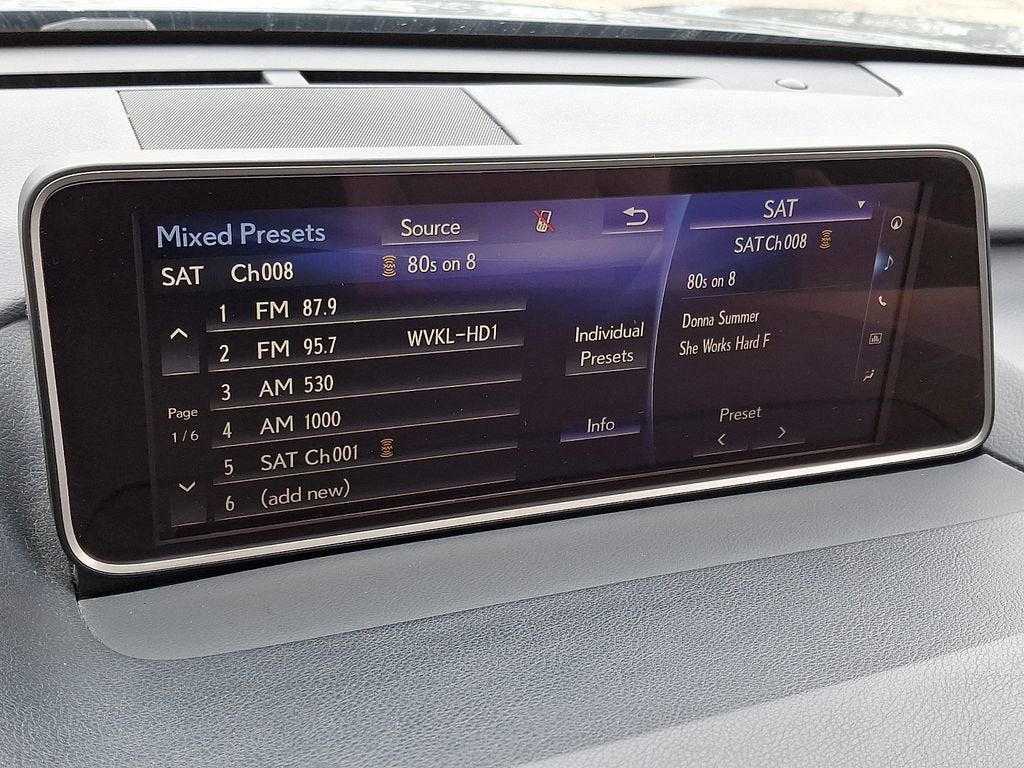 Mixed Presets Source
SAT Ch008 80s on 8
1 FM 87.9
2 FM 95.7 WVKL-HD1
3 AM 530
4 AM 1000
5 SAT Ch001
6 (add new)
Page
1/6
Individual
Presets
Info
SAT
SAT Ch008
80s on 8
Donna Summer
She Works Hard F
Preset